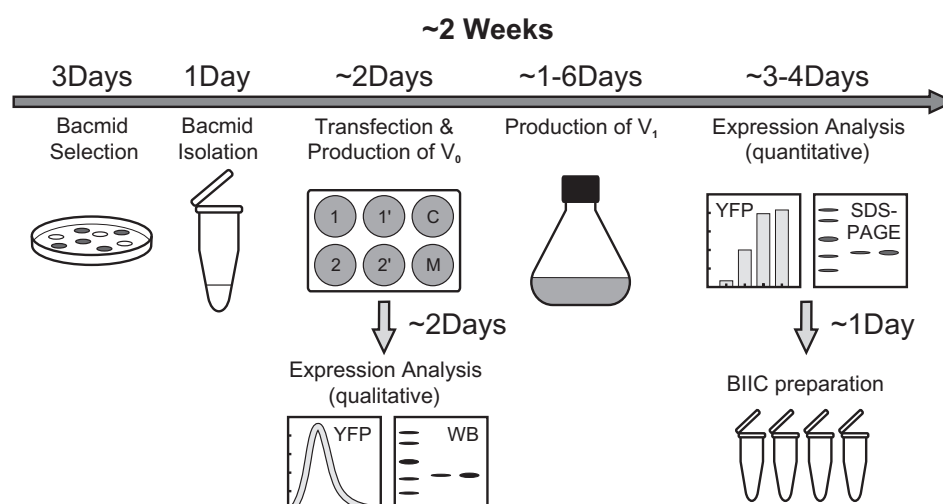 ~2 Weeks
3Days 1Day ~2Days ~1-6Days ~3-4Days
Bacmid
Selection
Bacmid
Isolation
Transfection &
Production of V₀
Production of V₁
Expression Analysis
(quantitative)
1 1' C
2 2' M
YFP
SDS-
PAGE
~2Days
Expression Analysis
(qualitative)
YFP
WB
~1Day
BIIC preparation